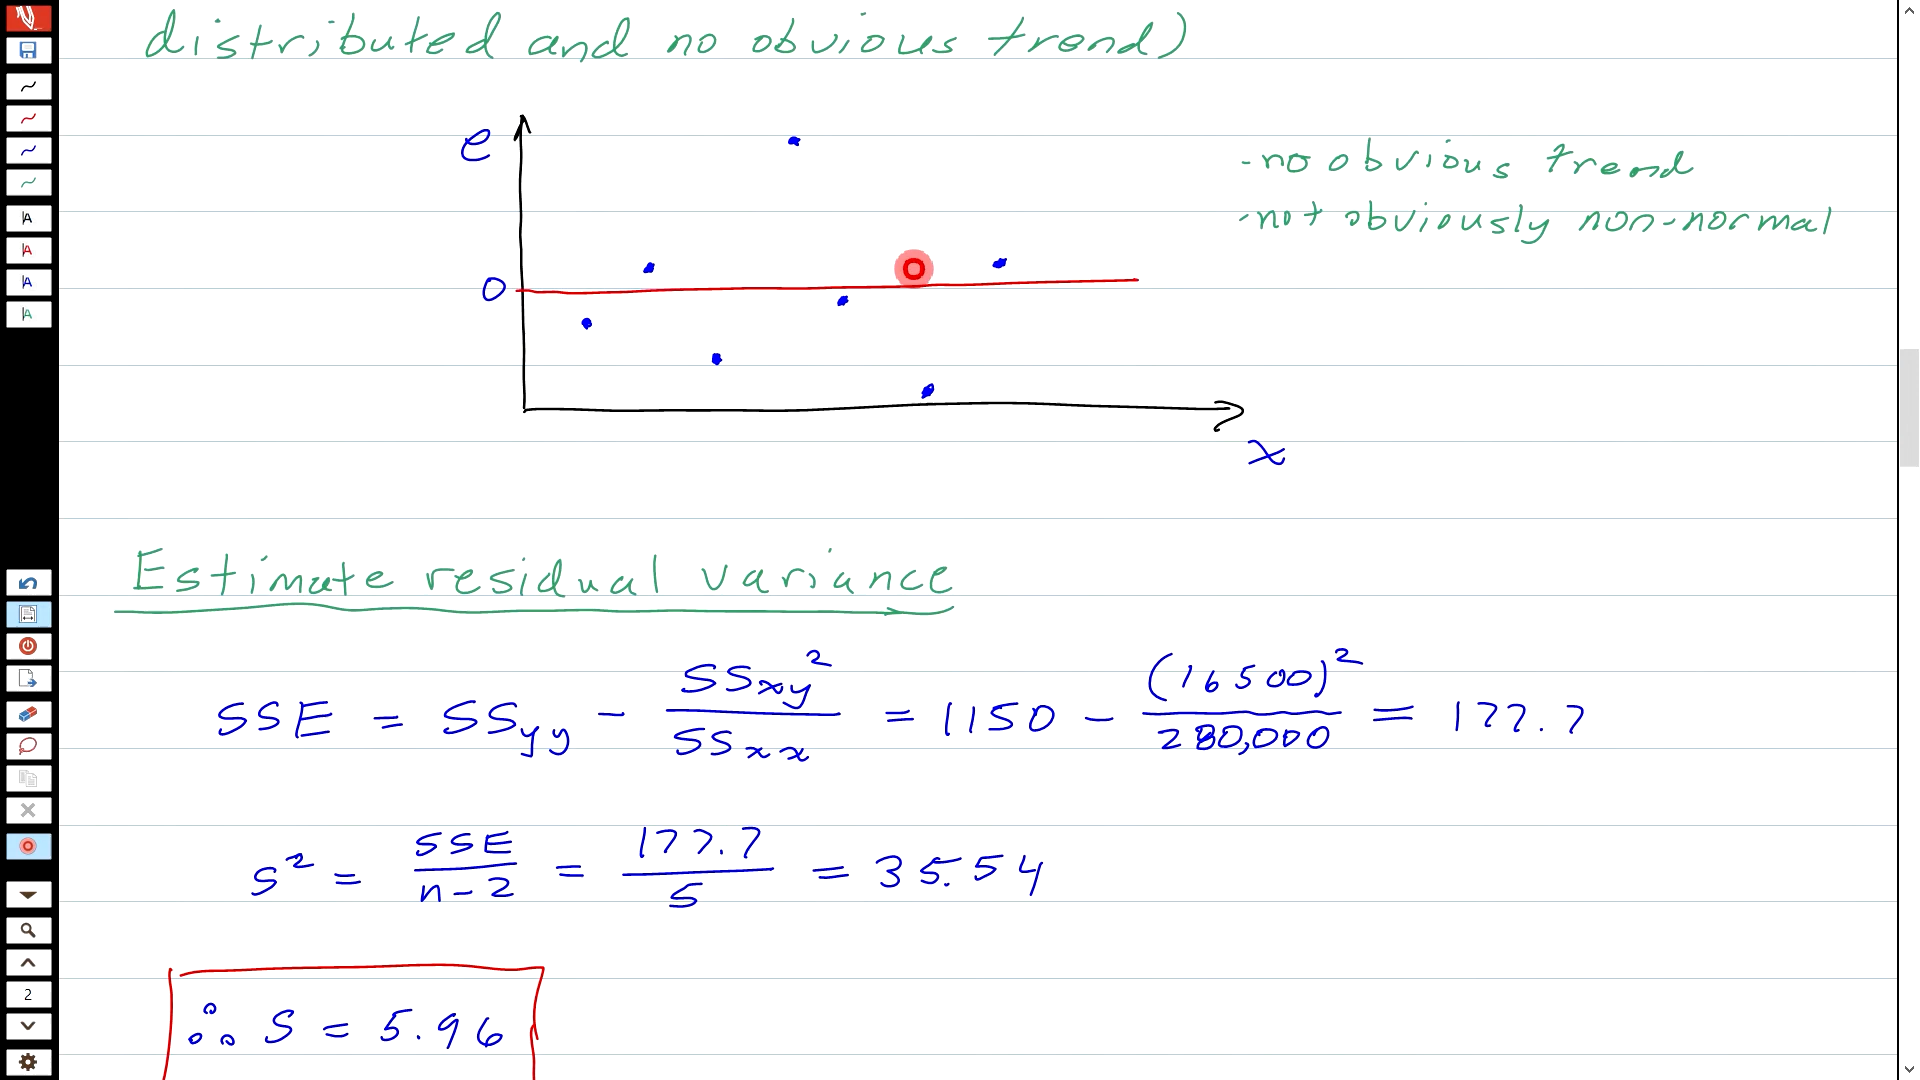 distributed and no obvious trend)
e
- no obvious trend
- not obviously non-normal
0
x
Estimate residual variance
SSE = SSyy - SSxy² / SSxx = 1150 - (16500)² / 280,000 = 177.7
S² = SSE / n-2 = 177.7 / 5 = 35.54
∴ S = 5.96
A
A
A
A
2